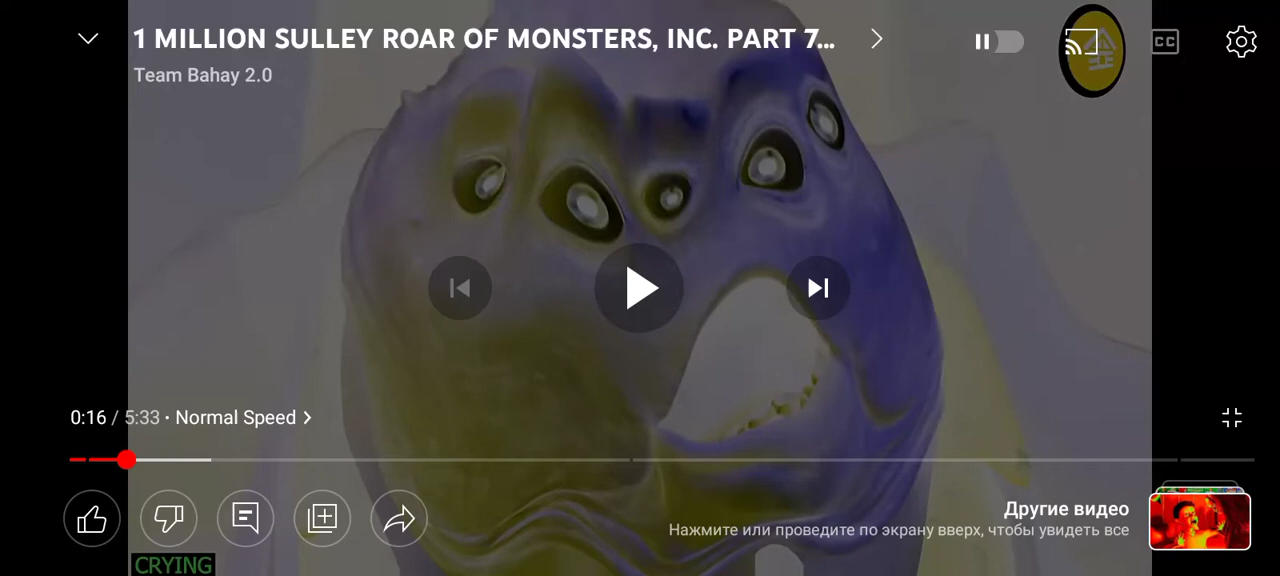 1 MILLION SULLEY ROAR OF MONSTERS, INC. PART 7...
Team Bahay 2.0
CC
0:16 / 5:33 · Normal Speed
Другие видео
Нажмите или проведите по экрану вверх, чтобы увидеть все
CRYING